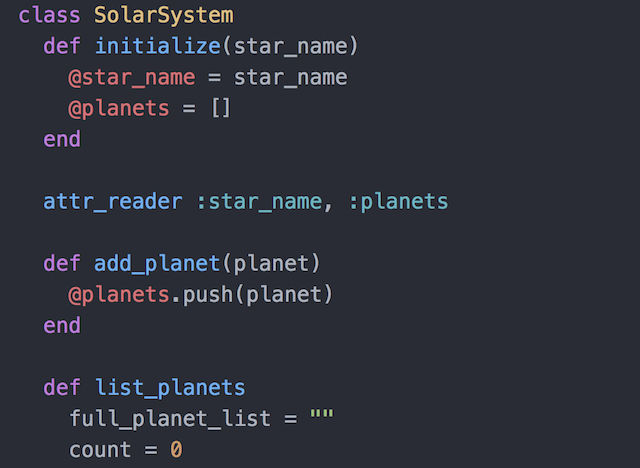 class SolarSystem
  def initialize(star_name)
    @star_name = star_name
    @planets = []
  end

  attr_reader :star_name, :planets

  def add_planet(planet)
    @planets.push(planet)
  end

  def list_planets
    full_planet_list = ""
    count = 0